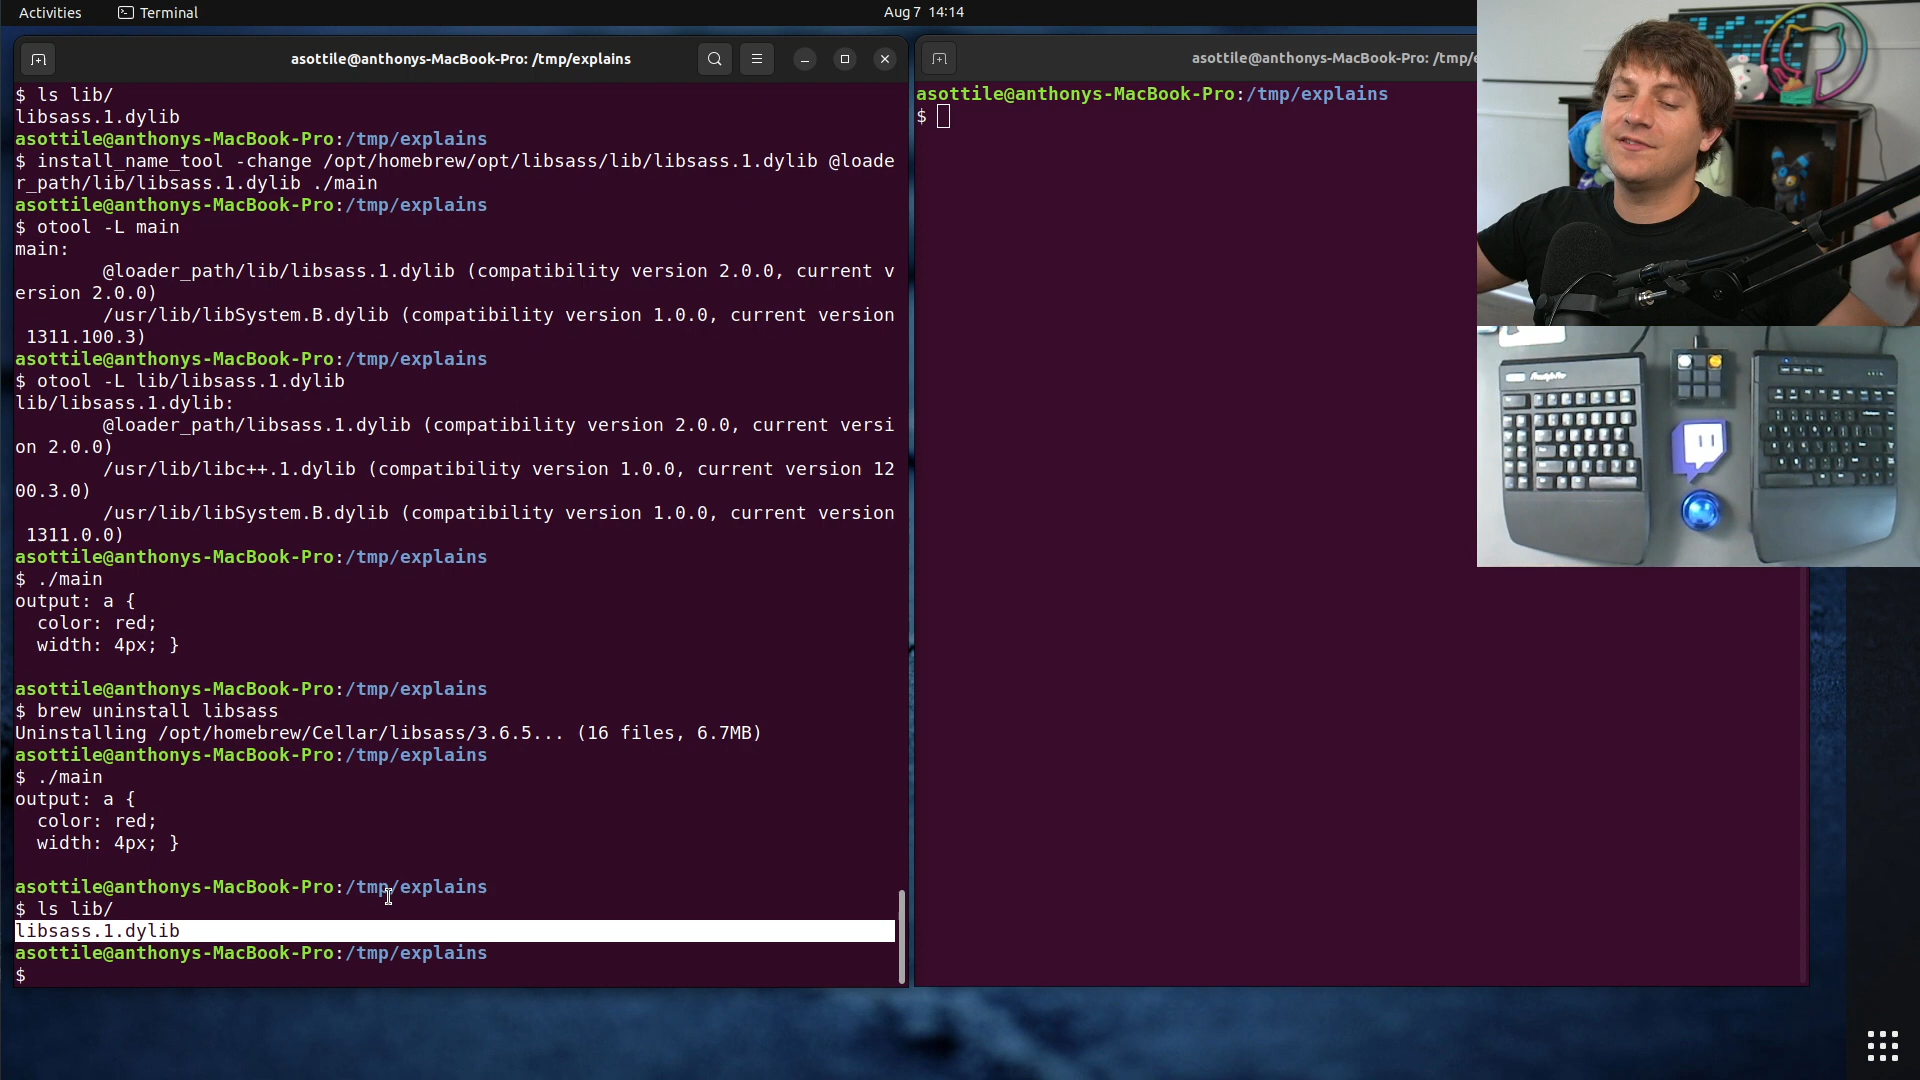 Activities
Terminal
Aug 7 14:14
asottile@anthonys-MacBook-Pro: /tmp/explains
$ ls lib/
libsass.1.dylib
asottile@anthonys-MacBook-Pro:/tmp/explains
$ install_name_tool -change /opt/homebrew/opt/libsass/lib/libsass.1.dylib @loade
r_path/lib/libsass.1.dylib ./main
asottile@anthonys-MacBook-Pro:/tmp/explains
$ otool -L main
main:
@loader_path/lib/libsass.1.dylib (compatibility version 2.0.0, current v
ersion 2.0.0)
/usr/lib/libSystem.B.dylib (compatibility version 1.0.0, current version
1311.100.3)
asottile@anthonys-MacBook-Pro:/tmp/explains
$ otool -L lib/libsass.1.dylib
lib/libsass.1.dylib:
@loader_path/libsass.1.dylib (compatibility version 2.0.0, current versi
on 2.0.0)
/usr/lib/libc++.1.dylib (compatibility version 1.0.0, current version 12
00.3.0)
/usr/lib/libSystem.B.dylib (compatibility version 1.0.0, current version
1311.0.0)
asottile@anthonys-MacBook-Pro:/tmp/explains
$ ./main
output: a {
color: red;
width: 4px; }
asottile@anthonys-MacBook-Pro:/tmp/explains
$ brew uninstall libsass
Uninstalling /opt/homebrew/Cellar/libsass/3.6.5... (16 files, 6.7MB)
asottile@anthonys-MacBook-Pro:/tmp/explains
$ ./main
output: a {
color: red;
width: 4px; }
asottile@anthonys-MacBook-Pro:/tmp/explains
$ ls lib/
libsass.1.dylib
asottile@anthonys-MacBook-Pro:/tmp/explains
$
asottile@anthonys-MacBook-Pro: /tmp/e
asottile@anthonys-MacBook-Pro:/tmp/explains
$